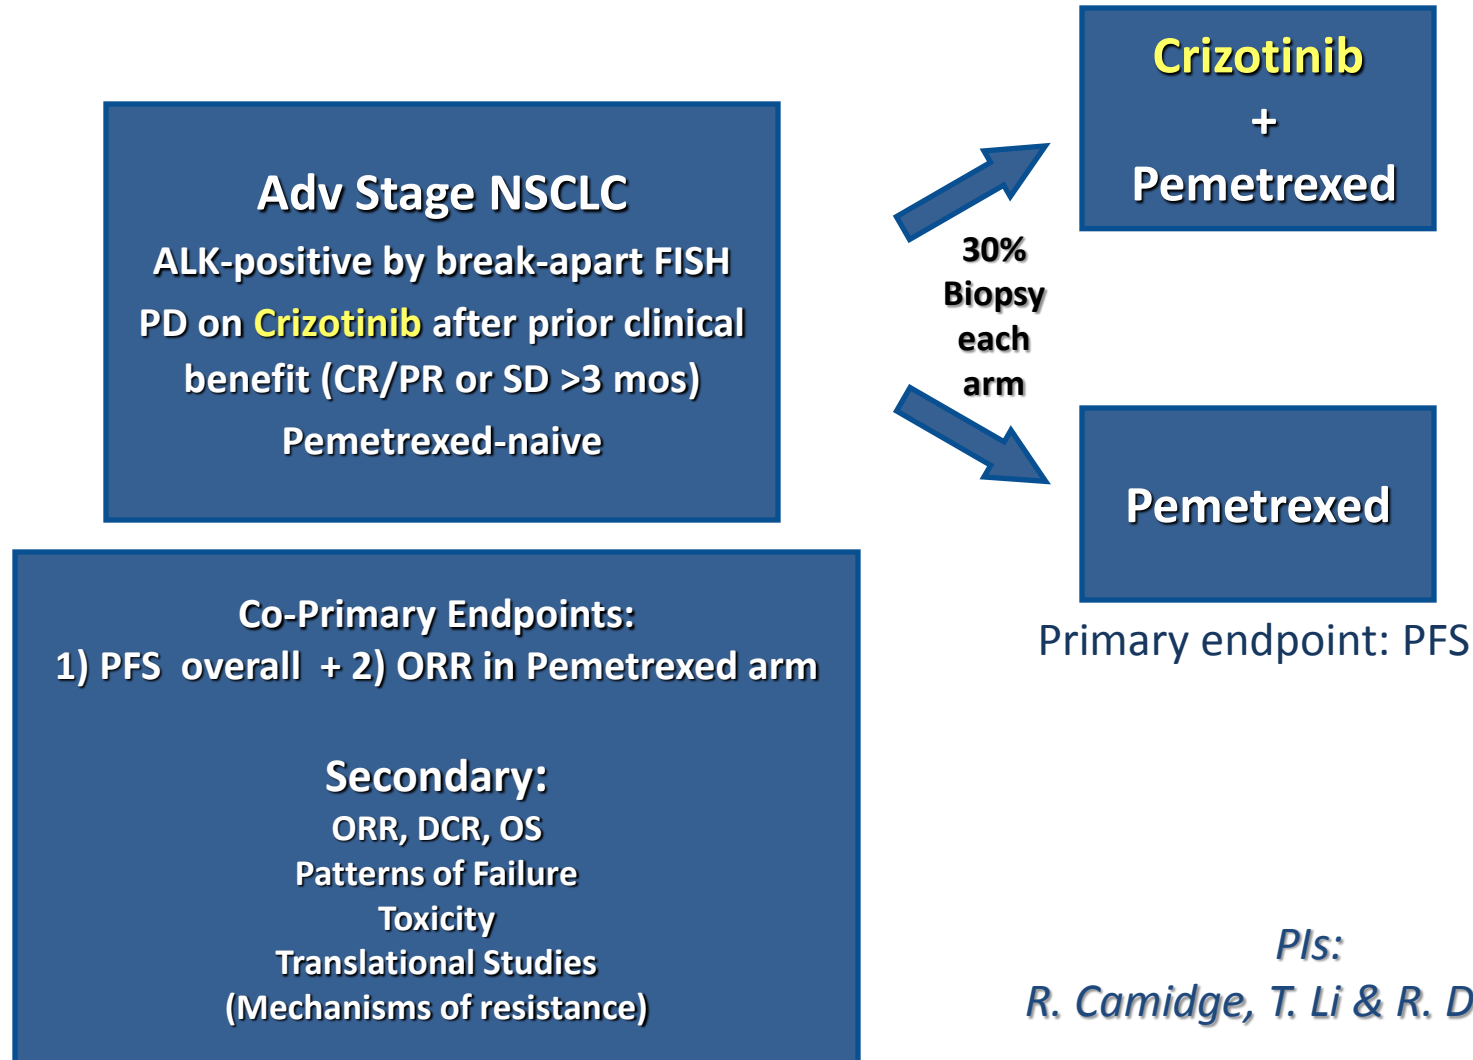 Adv Stage NSCLC
ALK-positive by break-apart FISH
PD on Crizotinib after prior clinical
benefit (CR/PR or SD >3 mos)
Pemetrexed-naive
30%
Biopsy
each
arm
Crizotinib
+
Pemetrexed
Pemetrexed
Primary endpoint: PFS
Co-Primary Endpoints:
1) PFS overall + 2) ORR in Pemetrexed arm
Secondary:
ORR, DCR, OS
Patterns of Failure
Toxicity
Translational Studies
(Mechanisms of resistance)
PIs:
R. Camidge, T. Li & R.